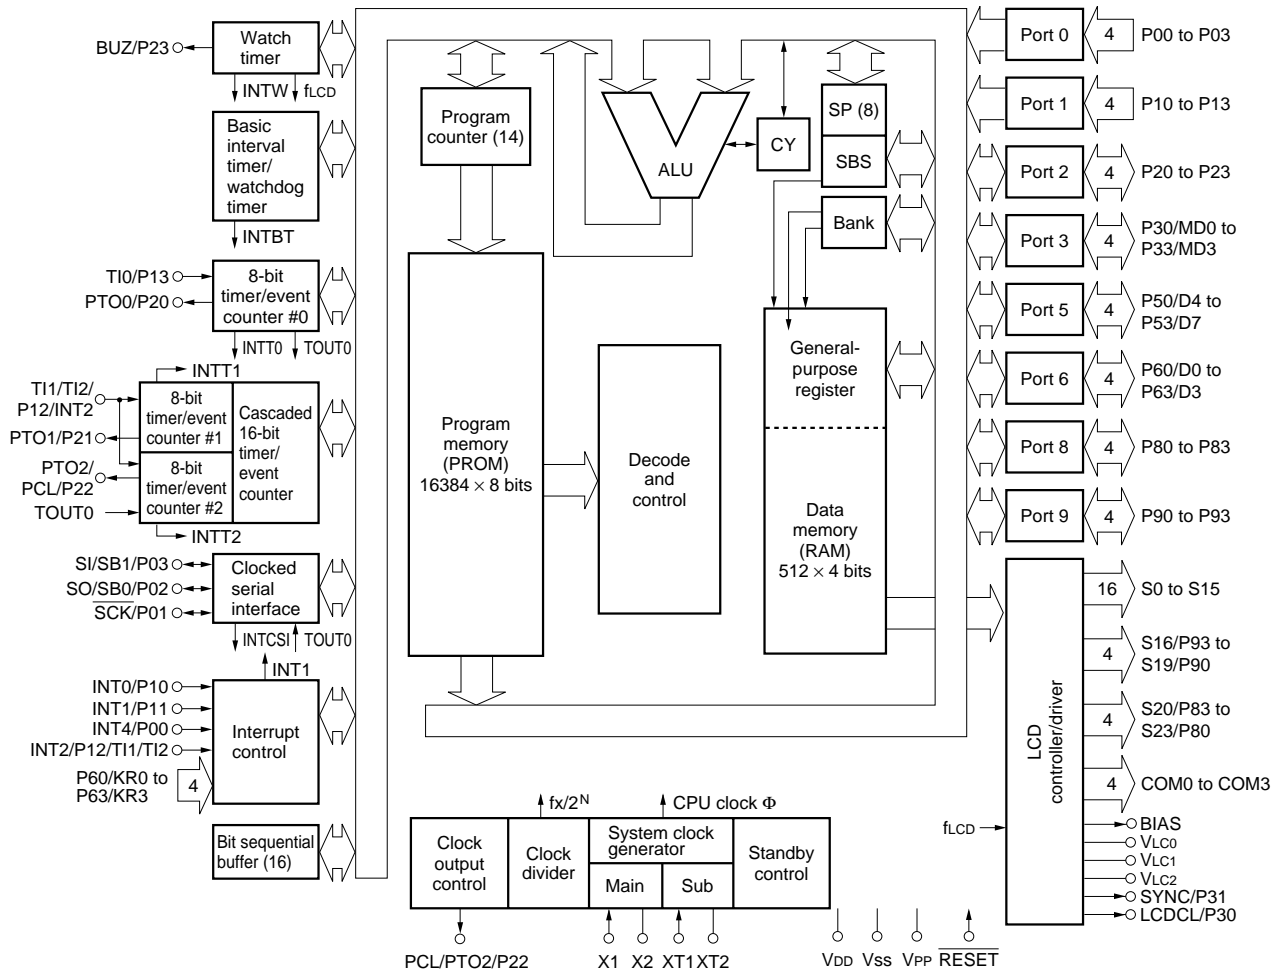 BUZ/P23
Watch
timer
INTW
fLCD
Basic
interval
timer/
watchdog
timer
INTBT
TI0/P13
PTO0/P20
8-bit
timer/event
counter #0
INTT0
TOUT0
INTT1
TI1/TI2/
P12/INT2
PTO1/P21
PTO2/
PCL/P22
TOUT0
8-bit
timer/event
counter #1
8-bit
timer/event
counter #2
Cascaded
16-bit
timer/
event
counter
INTT2
SI/SB1/P03
SO/SB0/P02
SCK/P01
Clocked
serial
interface
INTCSI
TOUT0
INT1
INT0/P10
INT1/P11
INT4/P00
INT2/P12/TI1/TI2
P60/KR0 to
P63/KR3
4
Interrupt
control
Bit sequential
buffer (16)
Program
counter (14)
ALU
CY
SP (8)
SBS
Bank
Program
memory
(PROM)
16384 × 8 bits
Decode
and
control
General-
purpose
register
Data
memory
(RAM)
512 × 4 bits
fx/2N
CPU clock Φ
Clock
output
control
Clock
divider
System clock
generator
Main
Sub
Standby
control
PCL/PTO2/P22
X1
X2
XT1
XT2
VDD
VSS
VPP
RESET
Port 0
4
P00 to P03
Port 1
4
P10 to P13
Port 2
4
P20 to P23
Port 3
4
P30/MD0 to
P33/MD3
Port 5
4
P50/D4 to
P53/D7
Port 6
4
P60/D0 to
P63/D3
Port 8
4
P80 to P83
Port 9
4
P90 to P93
LCD
controller/driver
fLCD
16
S0 to S15
4
S16/P93 to
S19/P90
4
S20/P83 to
S23/P80
4
COM0 to COM3
BIAS
VLC0
VLC1
VLC2
SYNC/P31
LCDCL/P30